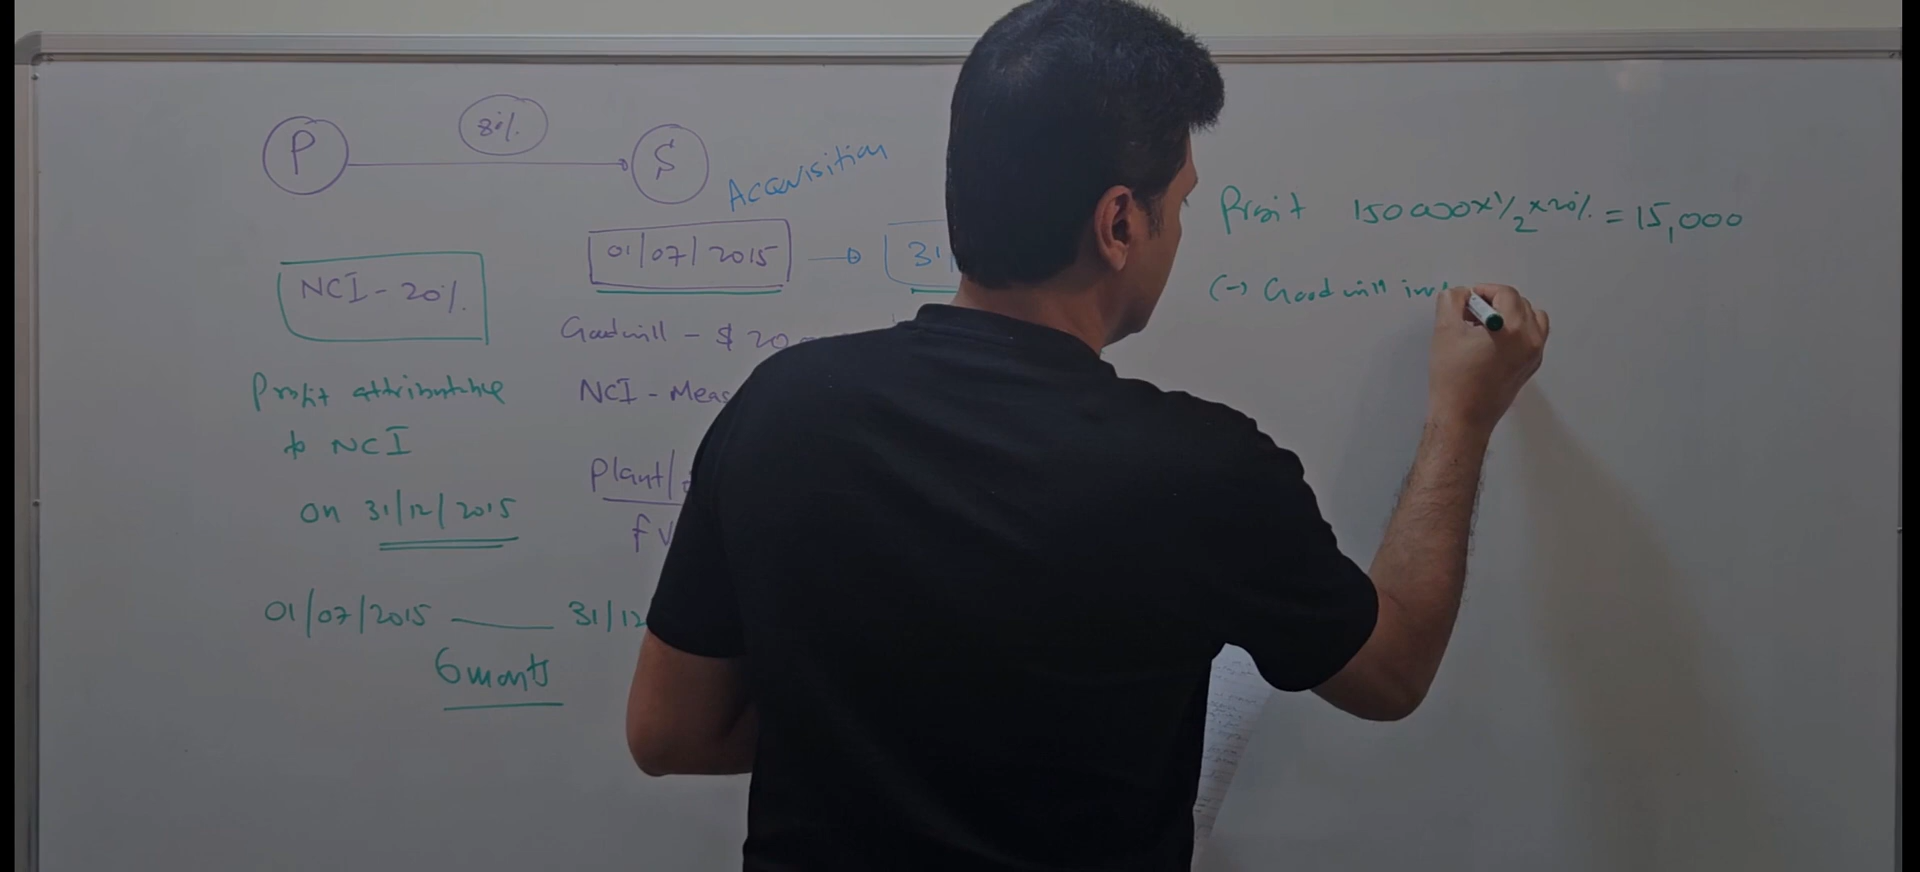 P 80% S
Acquisition
01/07/2015 → 31/
NCI - 20%.
Goodwill - $ 20
Profit attributable
to NCI
NCI - Meas
on 31/12/2015
Plant/
FV
01/07/2015 — 31/12
6 months
Profit 150000 x 1/2 x 20% = 15,000
(-) Goodwill im